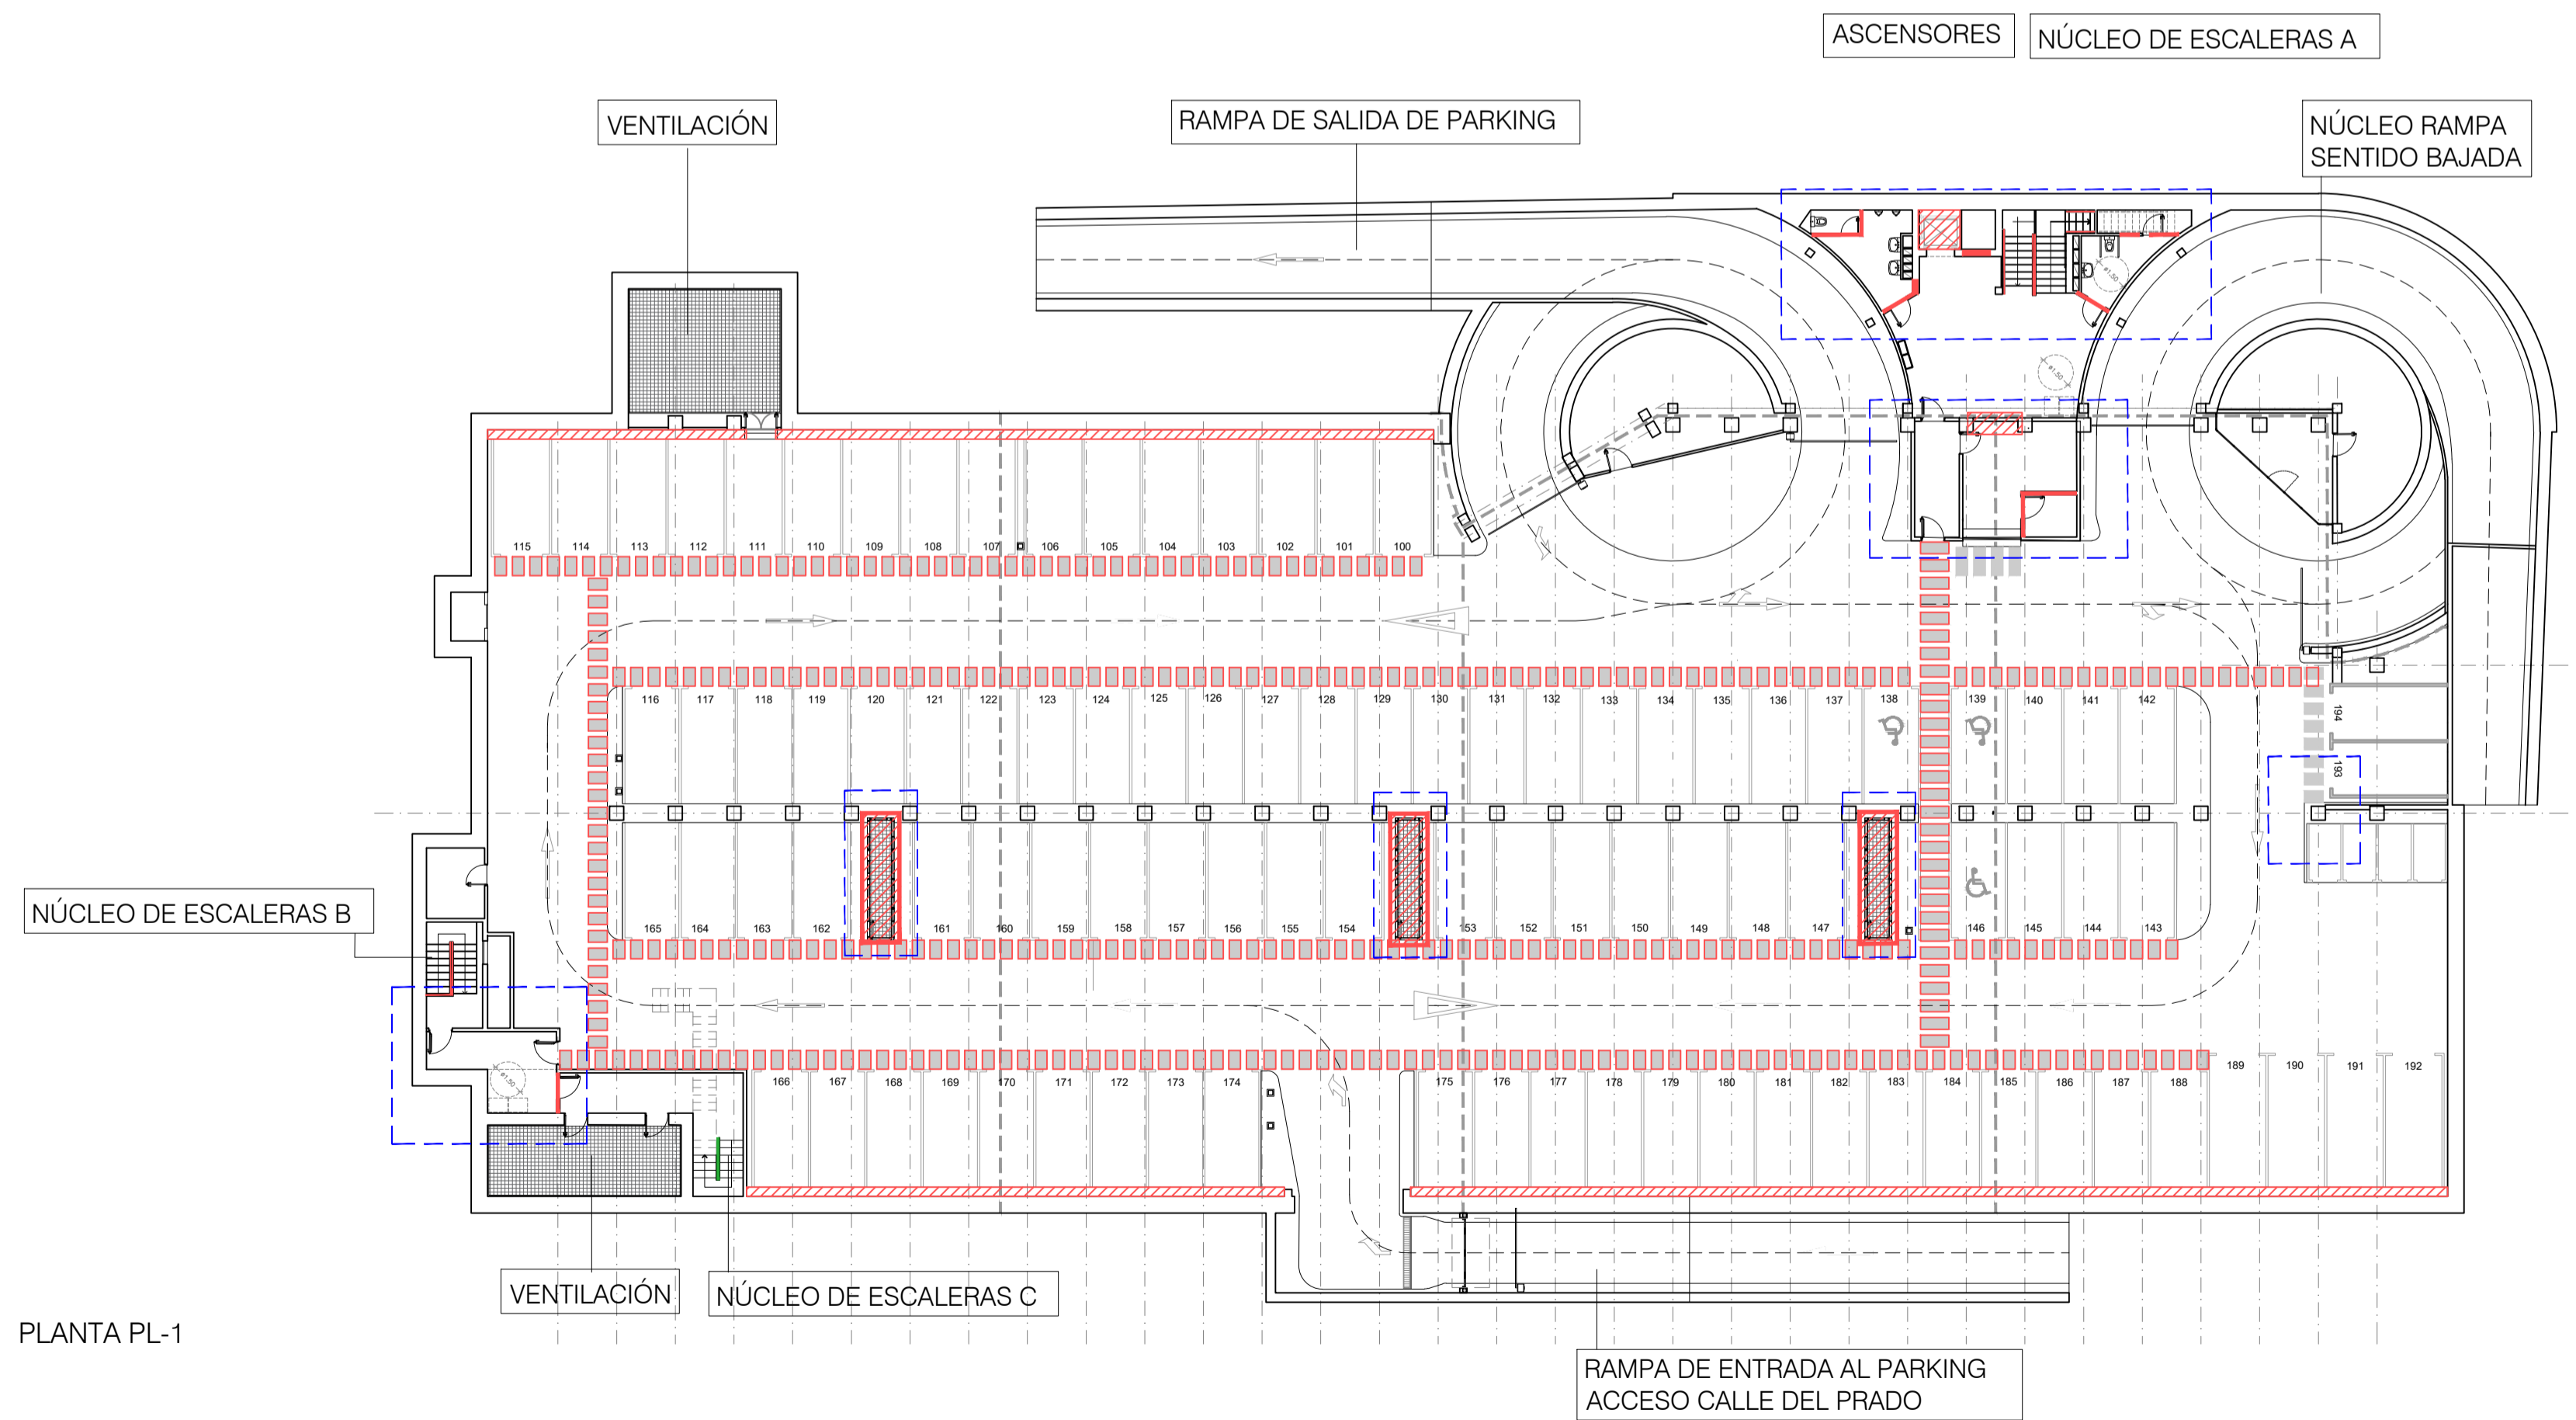 ASCENSORES
NÚCLEO DE ESCALERAS A
VENTILACIÓN
RAMPA DE SALIDA DE PARKING
NÚCLEO RAMPA
SENTIDO BAJADA
ø1.50
ø1.50
115 114 113 112 111 110 109 108 107 106 105 104 103 102 101 100
116 117 118 119 120 121 122 123 124 125 126 127 128 129 130 131 132 133 134 135 136 137 138 139 140 141 142
194
193
NÚCLEO DE ESCALERAS B
165 164 163 162 161 160 159 158 157 156 155 154 153 152 151 150 149 148 147 146 145 144 143
ø1.50
166 167 168 169 170 171 172 173 174 175 176 177 178 179 180 181 182 183 184 185 186 187 188 189 190 191 192
VENTILACIÓN
NÚCLEO DE ESCALERAS C
PLANTA PL-1
RAMPA DE ENTRADA AL PARKING
ACCESO CALLE DEL PRADO